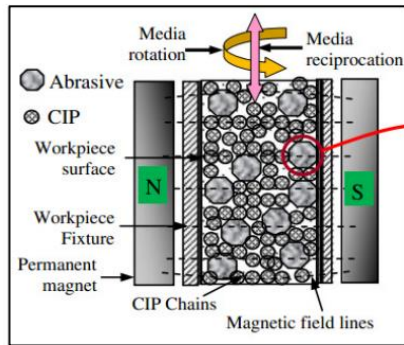 Media
rotation
Media
reciprocation
Abrasive
CIP
Workpiece
surface
N
S
Workpiece
Fixture
Permanent
magnet
CIP Chains
Magnetic field lines